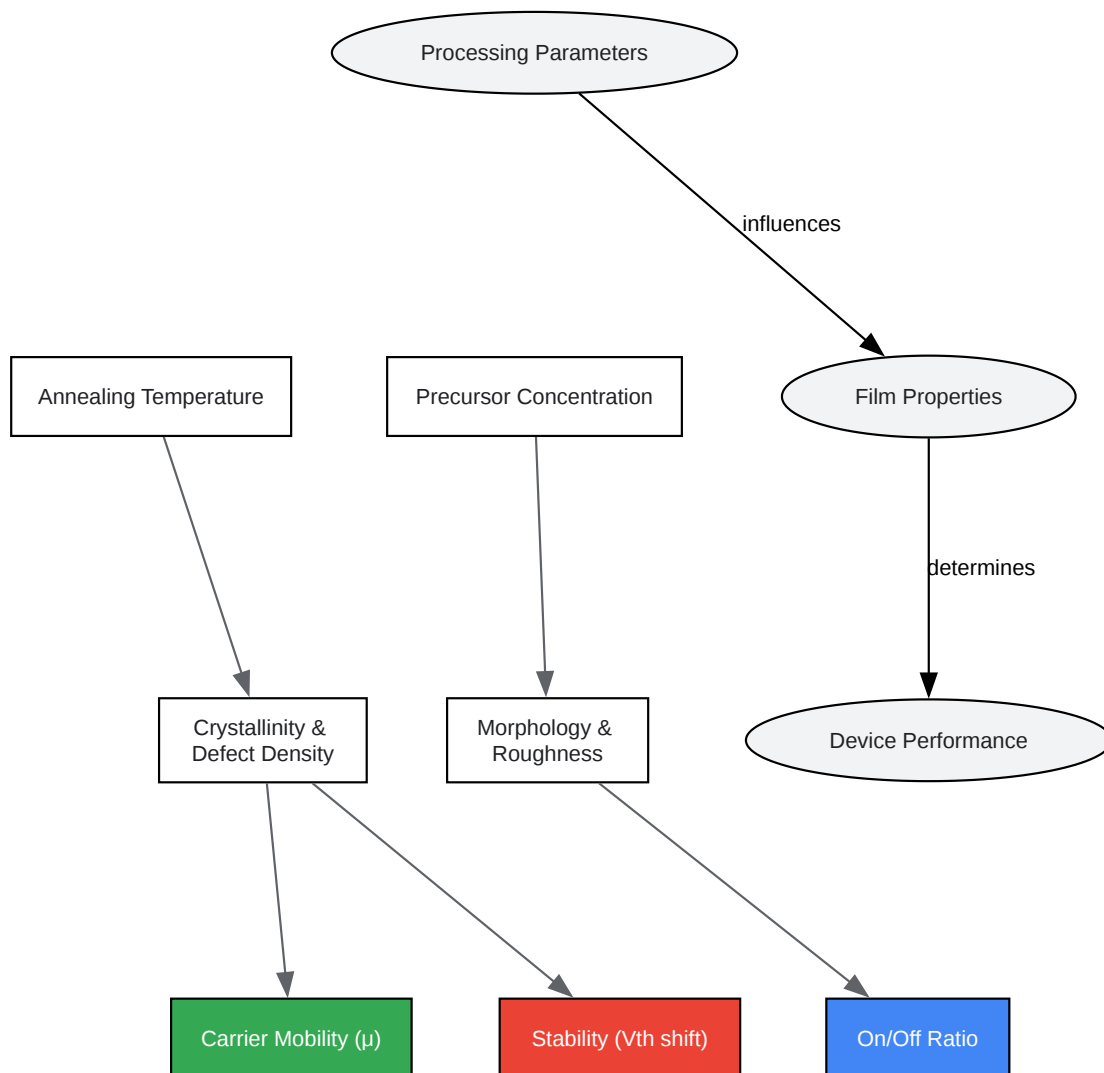 Processing Parameters
influences
Annealing Temperature
Precursor Concentration
Film Properties
determines
Crystallinity &
Defect Density
Morphology &
Roughness
Device Performance
Carrier Mobility (μ)
Stability (Vth shift)
On/Off Ratio